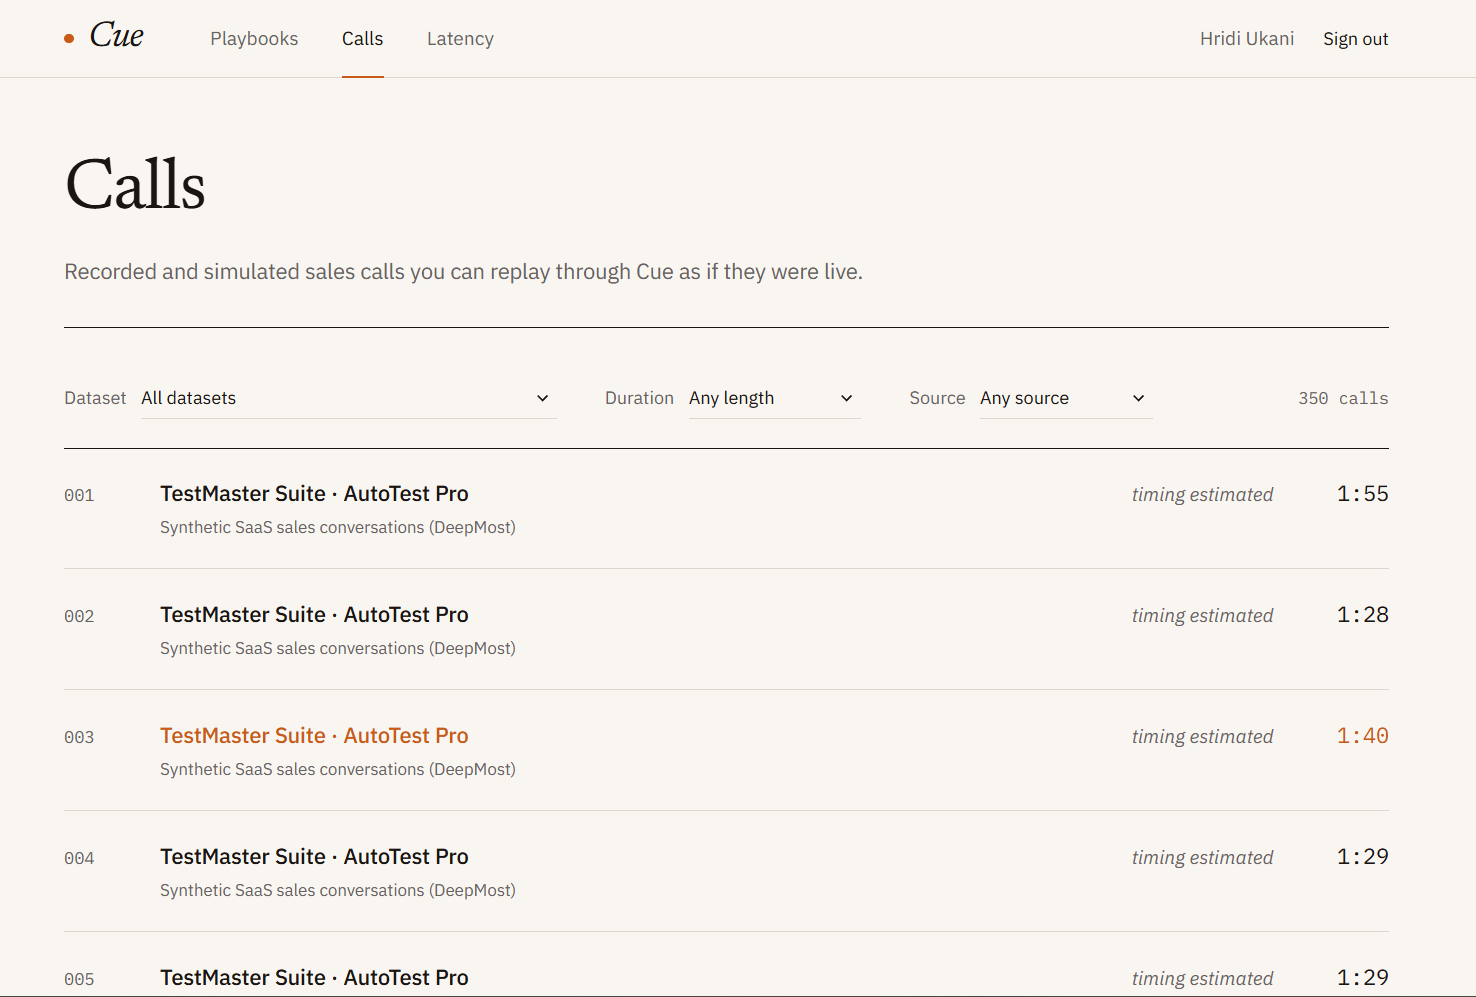 Cue Playbooks Calls Latency Hridi Ukani Sign out
Calls
Recorded and simulated sales calls you can replay through Cue as if they were live.
Dataset All datasets Duration Any length Source Any source 350 calls
001 TestMaster Suite · AutoTest Pro timing estimated 1:55
Synthetic SaaS sales conversations (DeepMost)
002 TestMaster Suite · AutoTest Pro timing estimated 1:28
Synthetic SaaS sales conversations (DeepMost)
003 TestMaster Suite · AutoTest Pro timing estimated 1:40
Synthetic SaaS sales conversations (DeepMost)
004 TestMaster Suite · AutoTest Pro timing estimated 1:29
Synthetic SaaS sales conversations (DeepMost)
005 TestMaster Suite · AutoTest Pro timing estimated 1:29